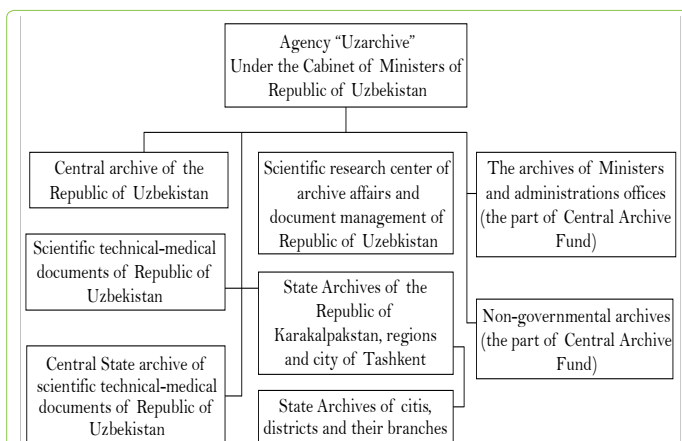 Agency “Uzarchive”
Under the Cabinet of Ministers of
Republic of Uzbekistan
Central archive of the
Republic of Uzbekistan
Scientific research center of
archive affairs and
document management of
Republic of Uzebkistan
The archives of Ministers
and administrations offices
(the part of Central Archive
Fund)
Scientific technical-medical
documents of Republic of
Uzbekistan
State Archives of the
Republic of
Karakalpakstan, regions
and city of Tashkent
Non-governmental archives
(the part of Central Archive
Fund)
Central State archive of
scientific technical-medical
documents of Republic of
Uzbekistan
State Archives of citis,
districts and their branches